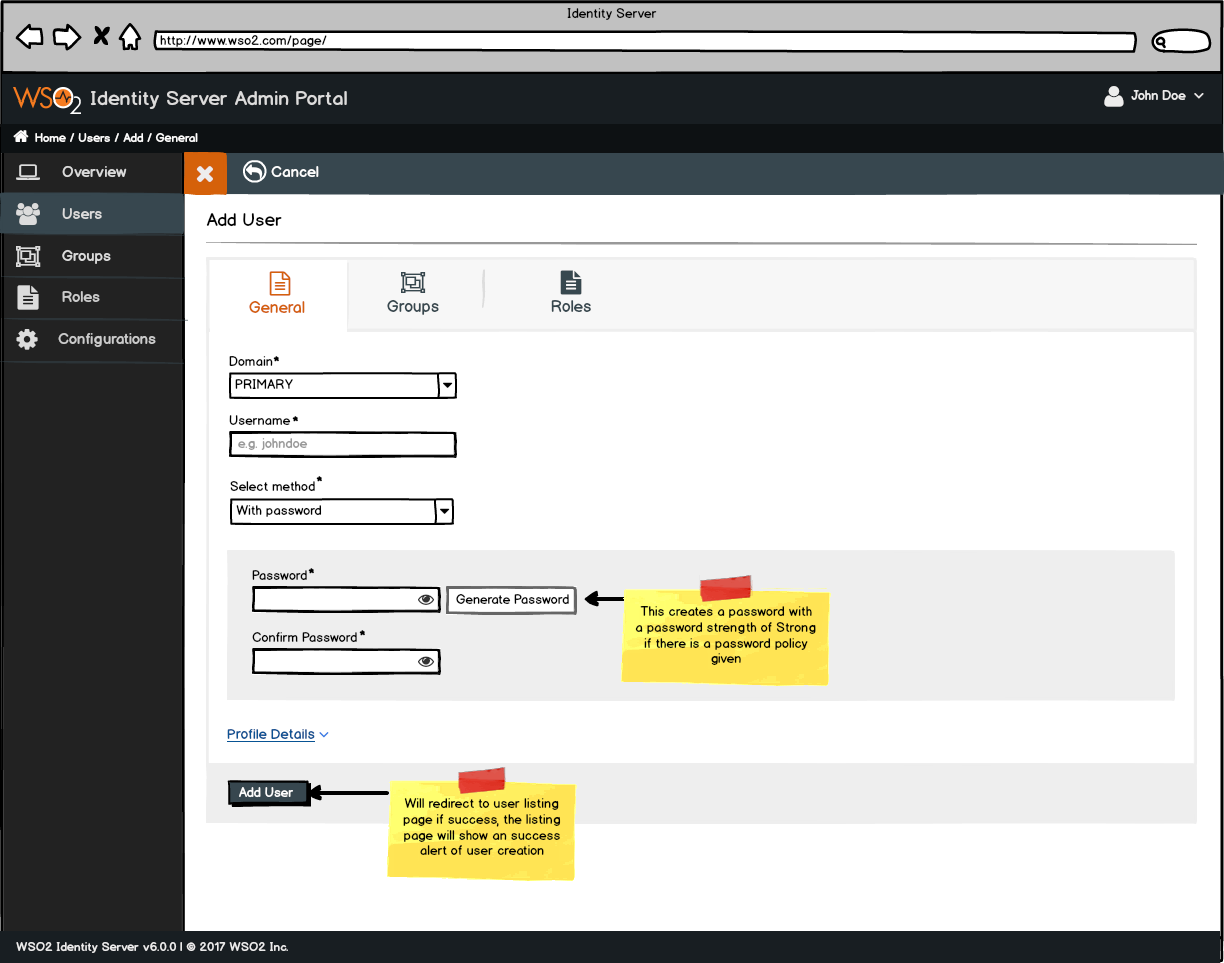 Identity Server
http://www.wso2.com/page/
WSO2 Identity Server Admin Portal
John Doe
Home / Users / Add / General
Overview
Users
Groups
Roles
Configurations
Cancel
Add User
General
Groups
Roles
Domain*
PRIMARY
Username*
e.g. johndoe
Select method*
With password
Password*
Generate Password
This creates a password with
a password strength of Strong
if there is a password policy
given
Confirm Password*
Profile Details
Add User
Will redirect to user listing
page if success, the listing
page will show an success
alert of user creation
WSO2 Identity Server v6.0.0 | © 2017 WSO2 Inc.